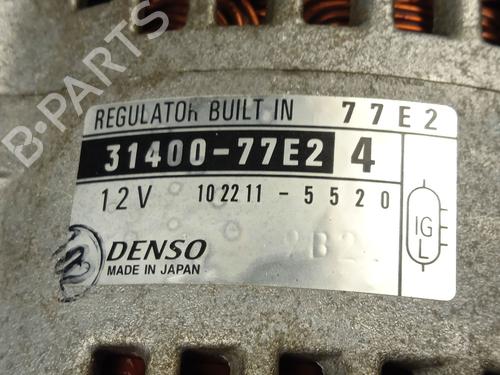 B-PARTS
REGULATOR BUILT IN 77E2
31400-77E2 4
12V 102211-5520
IG
L
DENSO
MADE IN JAPAN